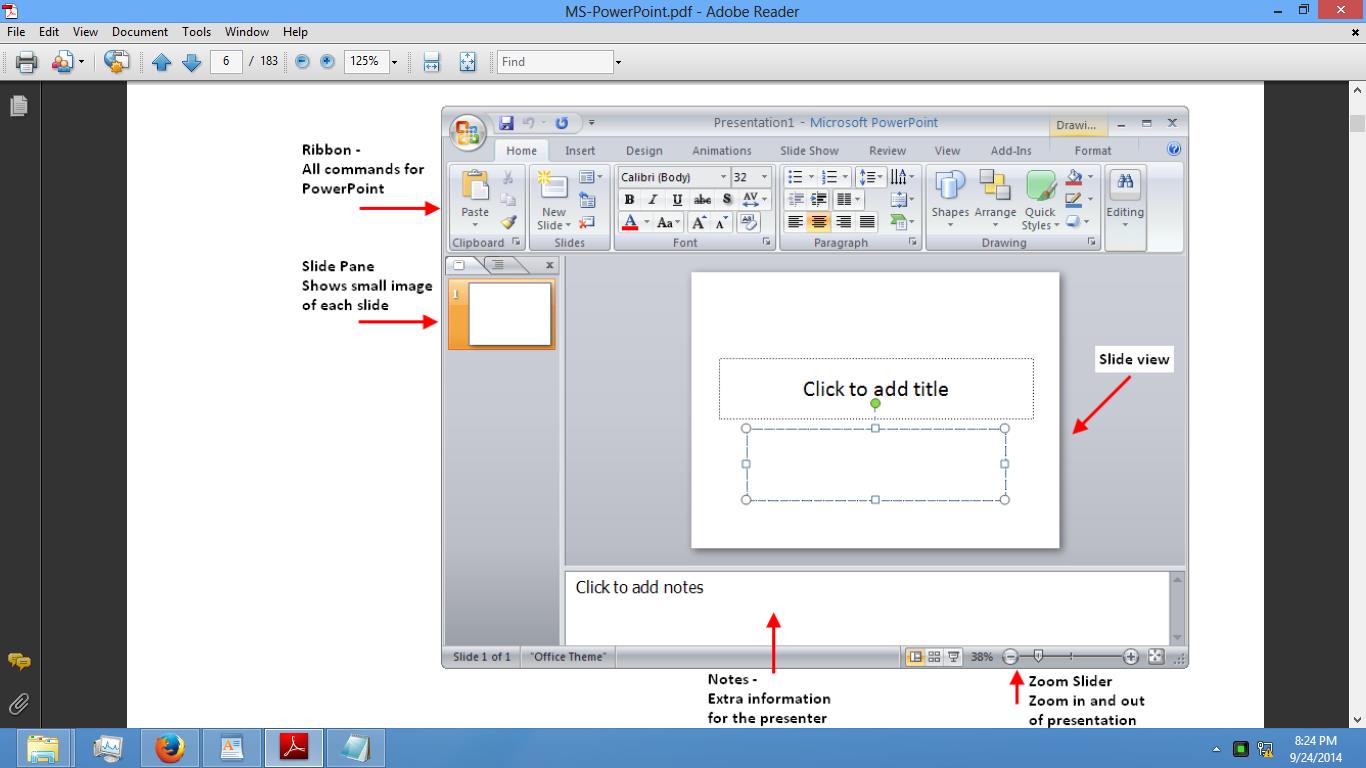 MS-PowerPoint.pdf - Adobe Reader
File Edit View Document Tools Window Help
6 / 183 125% Find
Presentation1 - Microsoft PowerPoint Drawi...
Home Insert Design Animations Slide Show Review View Add-Ins Format
Ribbon -
All commands for
PowerPoint
Calibri (Body) 32
B I U abc S AV
A Aa A A
Paste
New
Slide
Shapes Arrange Quick
Styles
Editing
Clipboard Slides Font Paragraph Drawing
Slide Pane
Shows small image
of each slide
1
Slide view
Click to add title
Click to add notes
Slide 1 of 1 "Office Theme" 38%
Notes -
Extra information
for the presenter
Zoom Slider
Zoom in and out
of presentation
8:24 PM
9/24/2014